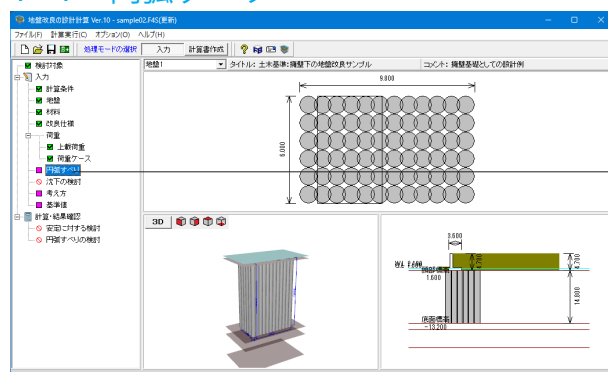 地盤改良の設計計算 Ver.10 - sample02.F4S(更新)
ファイル(F) 計算実行(C) オプション(O) ヘルプ(H)
処理モードの選択 入力 計算書作成
検討対象
入力
計算条件
地盤
材料
改良仕様
荷重
上載荷重
荷重ケース
円弧すべり
沈下の検討
考え方
基準値
計算・結果確認
安定に対する検討
円弧すべりの検討
地盤1 タイトル: 土木基準:擁壁下の地盤改良サンプル コメント: 擁壁基礎としての設計例
9.800
6.000
3D
3.600
4.700
4.700
1.600
14.800
底面標高
-13.200